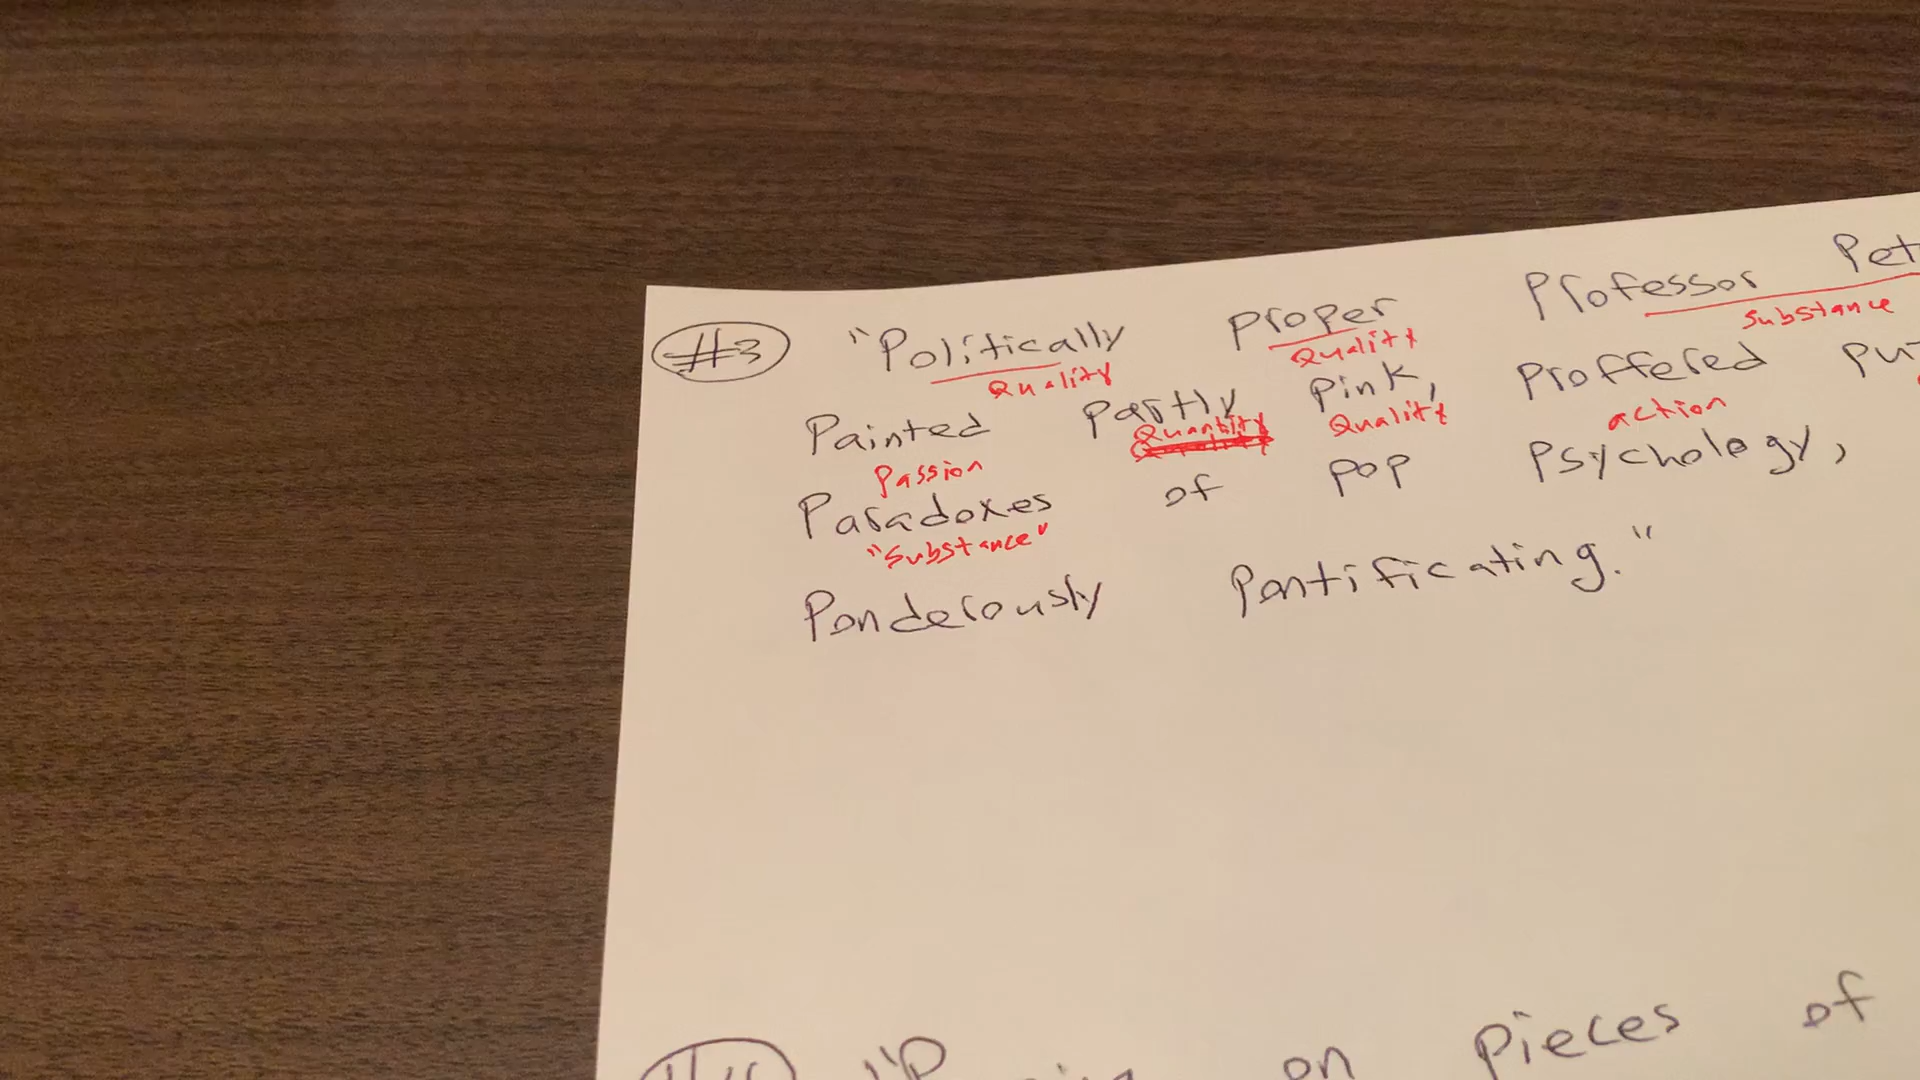 #3 "Politically proper Professor Pet
Quality Quality Substance
Painted partly pink, proffered
Passion Quantity Quality action
Paradoxes of pop psychology,
"Substance"
Ponderously pontificating."
on pieces of